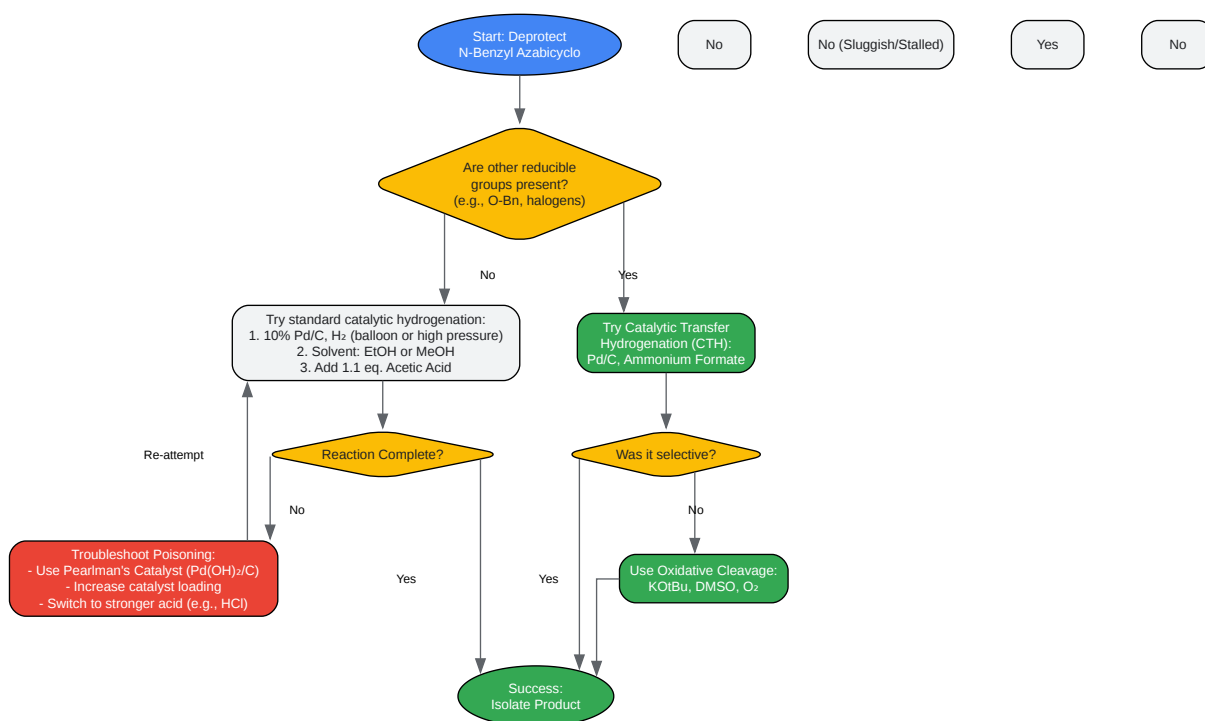 Start: Deprotect
N-Benzyl Azabicyclo
No
No (Sluggish/Stalled)
Yes
No
Are other reducible
groups present?
(e.g., O-Bn, halogens)
No
Yes
Try standard catalytic hydrogenation:
1. 10% Pd/C, H₂ (balloon or high pressure)
2. Solvent: EtOH or MeOH
3. Add 1.1 eq. Acetic Acid
Try Catalytic Transfer
Hydrogenation (CTH):
Pd/C, Ammonium Formate
Re-attempt
Reaction Complete?
Was it selective?
No
No
Troubleshoot Poisoning:
- Use Pearlman's Catalyst (Pd(OH)₂/C)
- Increase catalyst loading
- Switch to stronger acid (e.g., HCl)
Yes
Yes
Use Oxidative Cleavage:
KOtBu, DMSO, O₂
Success:
Isolate Product